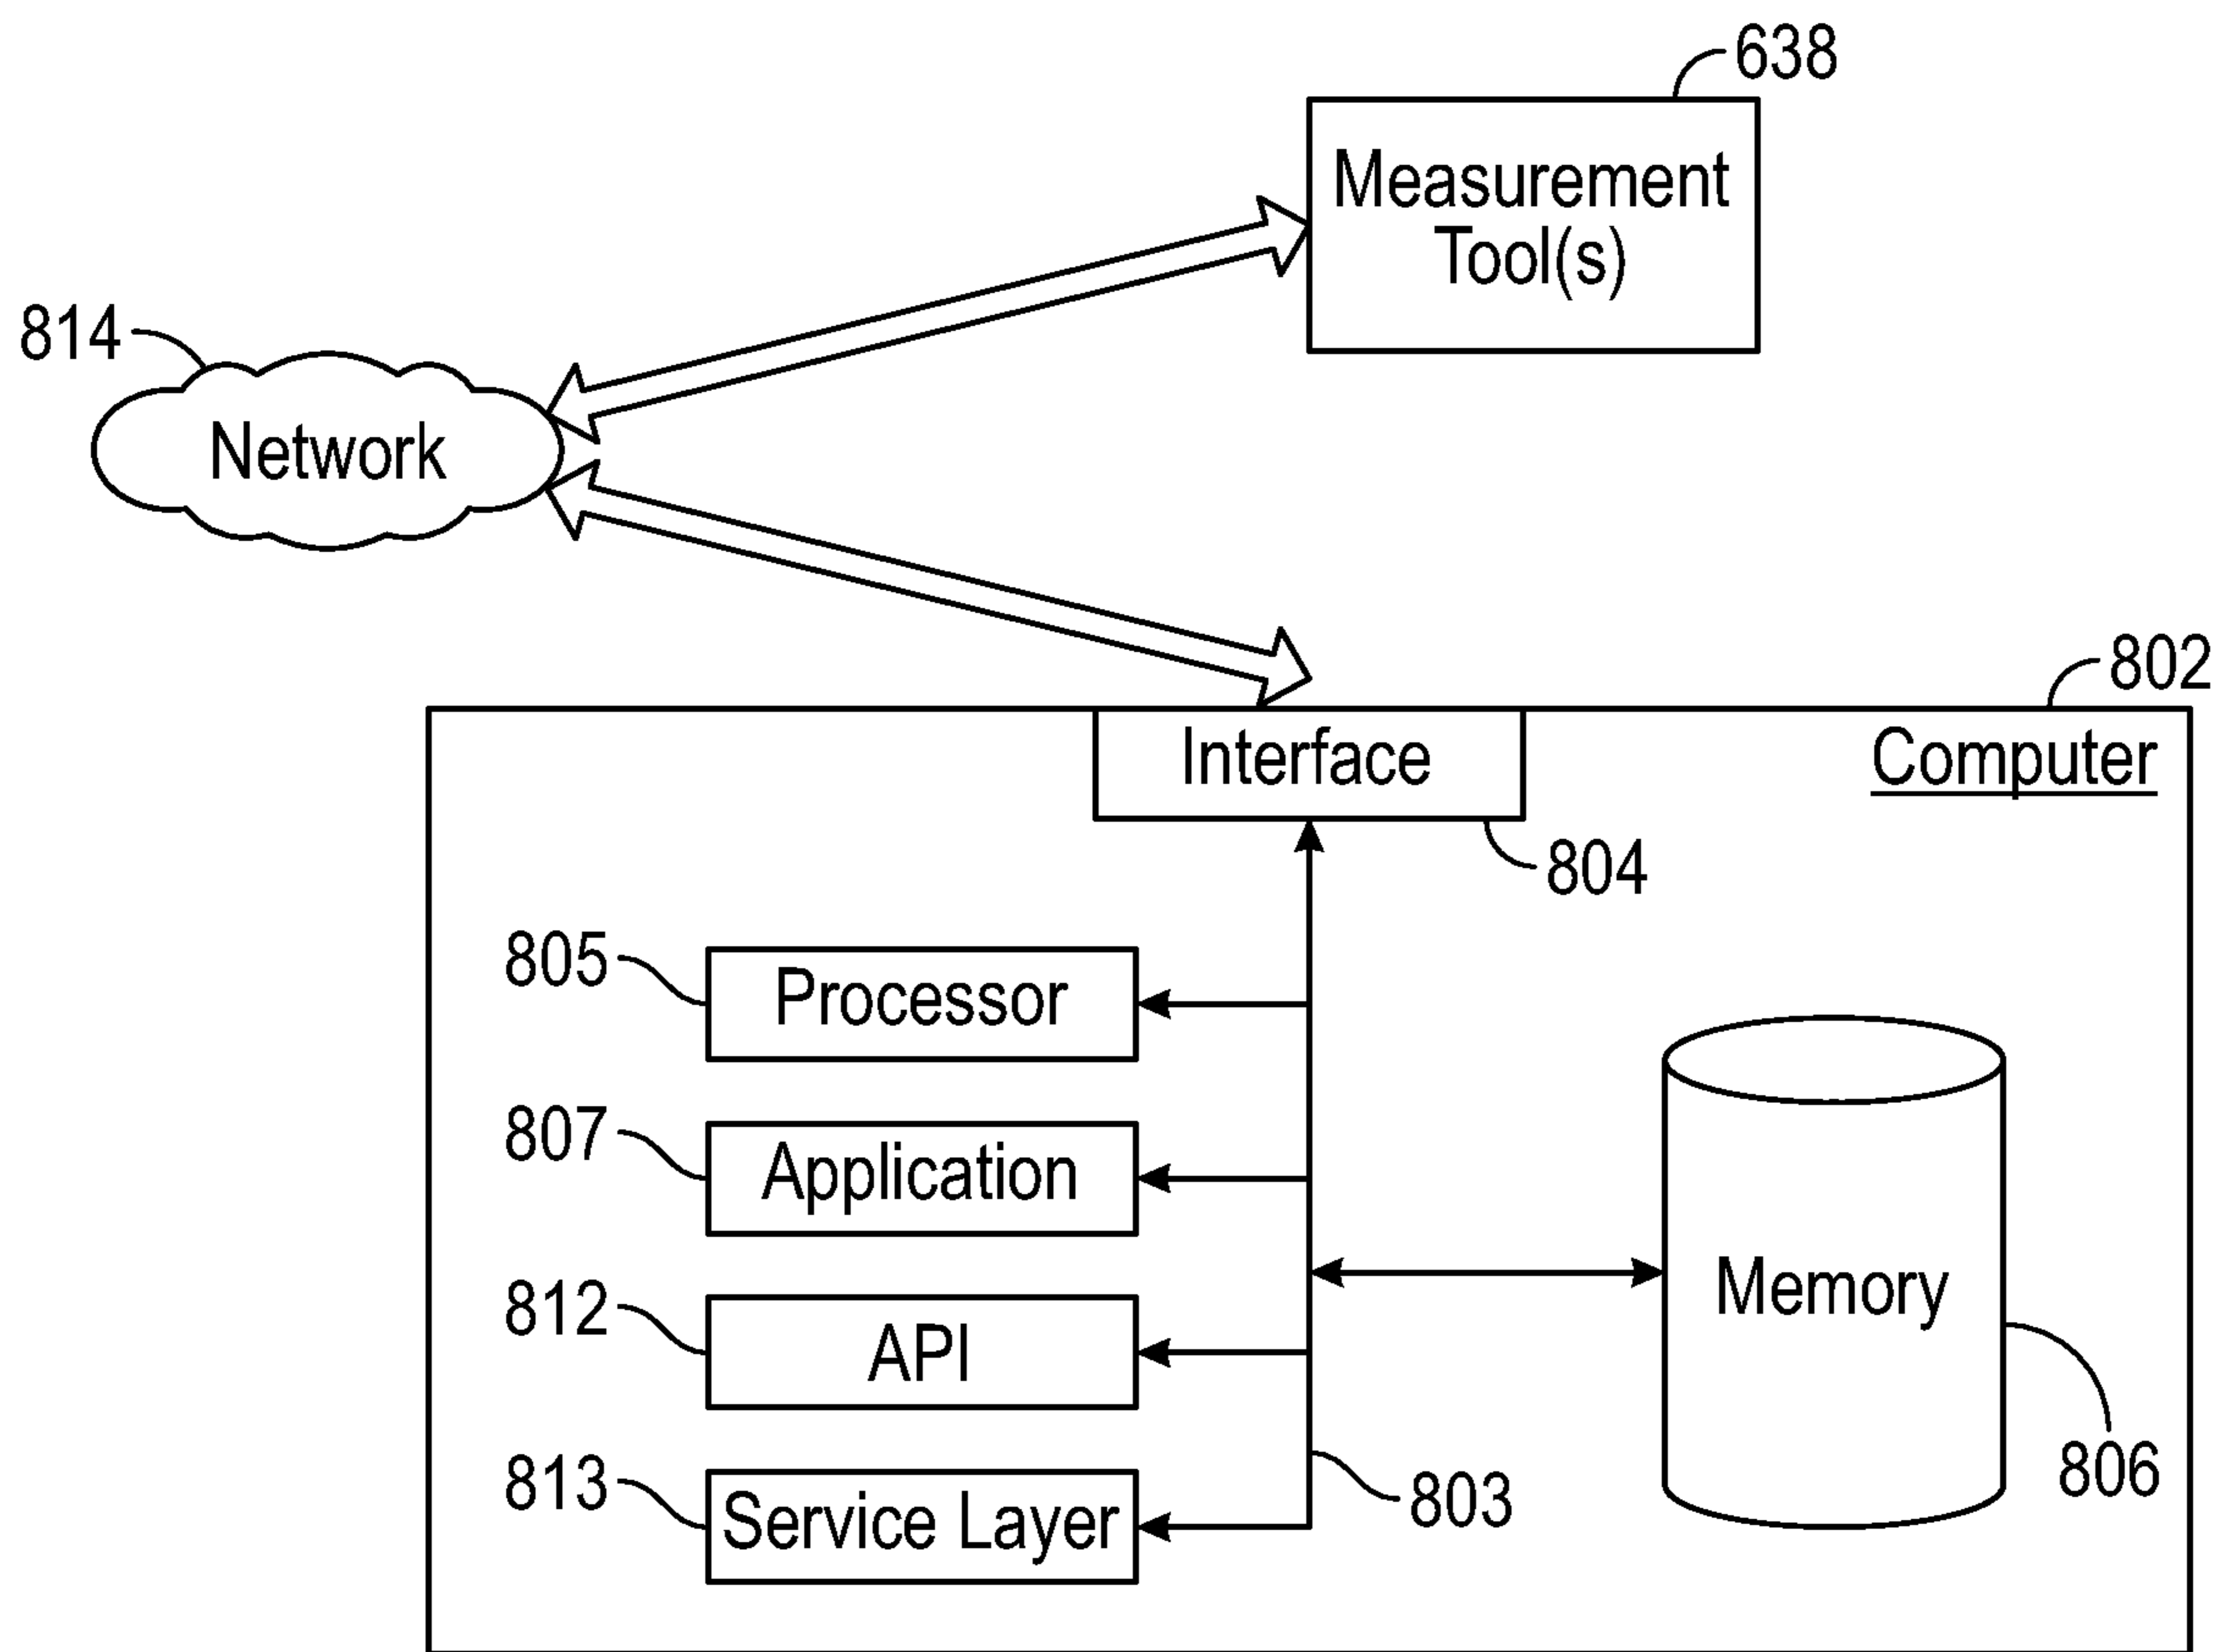 638
Measurement
Tool(s)
814
Network
802
Interface
Computer
804
805
Processor
807
Application
812
API
Memory
813
Service Layer
803
806